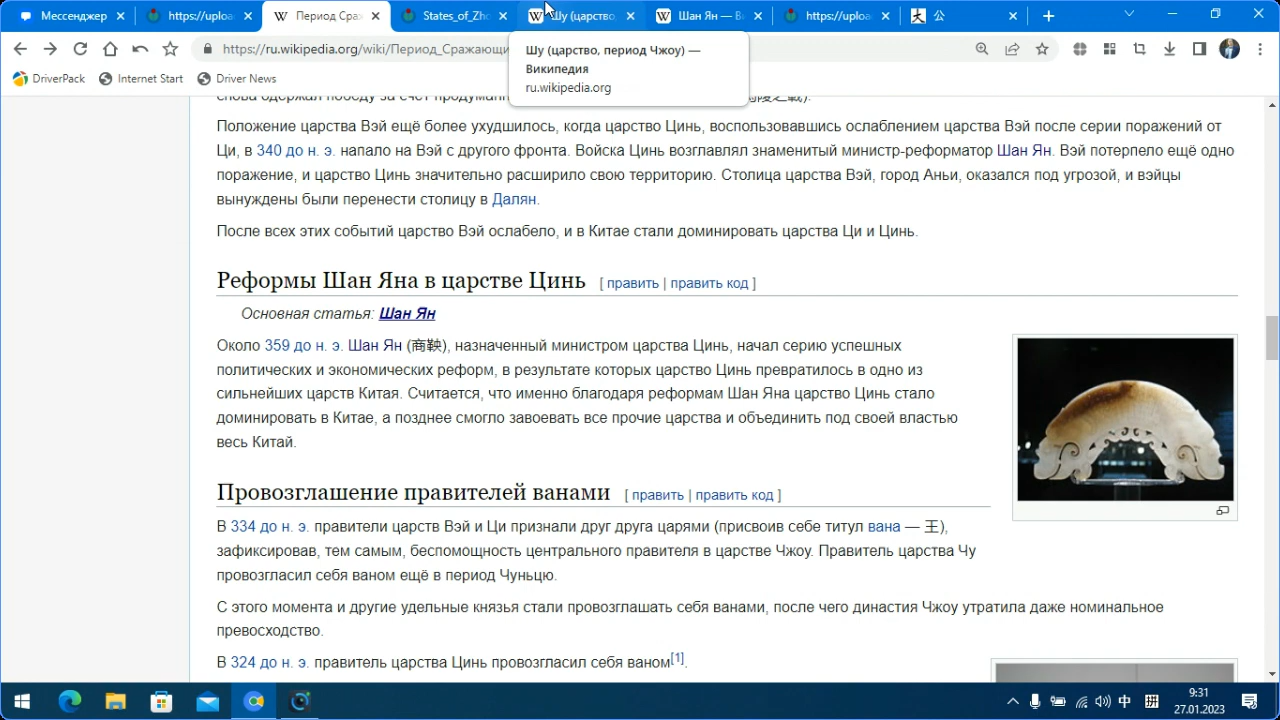 Мессенджер
https://uploa
Период Сраж
States_of_Zho
Шу (царство,
Шан Ян — Ви
https://uploa
公
https://ru.wikipedia.org/wiki/Период_Сражающи
Шу (царство, период Чжоу) —
Википедия
ru.wikipedia.org
DriverPack
Internet Start
Driver News
Положение царства Вэй ещё более ухудшилось, когда царство Цинь, воспользовавшись ослаблением царства Вэй после серии поражений от
Ци, в 340 до н. э. напало на Вэй с другого фронта. Войска Цинь возглавлял знаменитый министр-реформатор Шан Ян. Вэй потерпело ещё одно
поражение, и царство Цинь значительно расширило свою территорию. Столица царства Вэй, город Аньи, оказался под угрозой, и вэйцы
вынуждены были перенести столицу в Далян.
После всех этих событий царство Вэй ослабело, и в Китае стали доминировать царства Ци и Цинь.
Реформы Шан Яна в царстве Цинь [ править | править код ]
Основная статья: Шан Ян
Около 359 до н. э. Шан Ян (商鞅), назначенный министром царства Цинь, начал серию успешных
политических и экономических реформ, в результате которых царство Цинь превратилось в одно из
сильнейших царств Китая. Считается, что именно благодаря реформам Шан Яна царство Цинь стало
доминировать в Китае, а позднее смогло завоевать все прочие царства и объединить под своей властью
весь Китай.
Провозглашение правителей ванами [ править | править код ]
В 334 до н. э. правители царств Вэй и Ци признали друг друга царями (присвоив себе титул вана — 王),
зафиксировав, тем самым, беспомощность центрального правителя в царстве Чжоу. Правитель царства Чу
провозгласил себя ваном ещё в период Чуньцю.
С этого момента и другие удельные князья стали провозглашать себя ванами, после чего династия Чжоу утратила даже номинальное
превосходство.
В 324 до н. э. правитель царства Цинь провозгласил себя ваном[1].
中
拼
9:31
27.01.2023